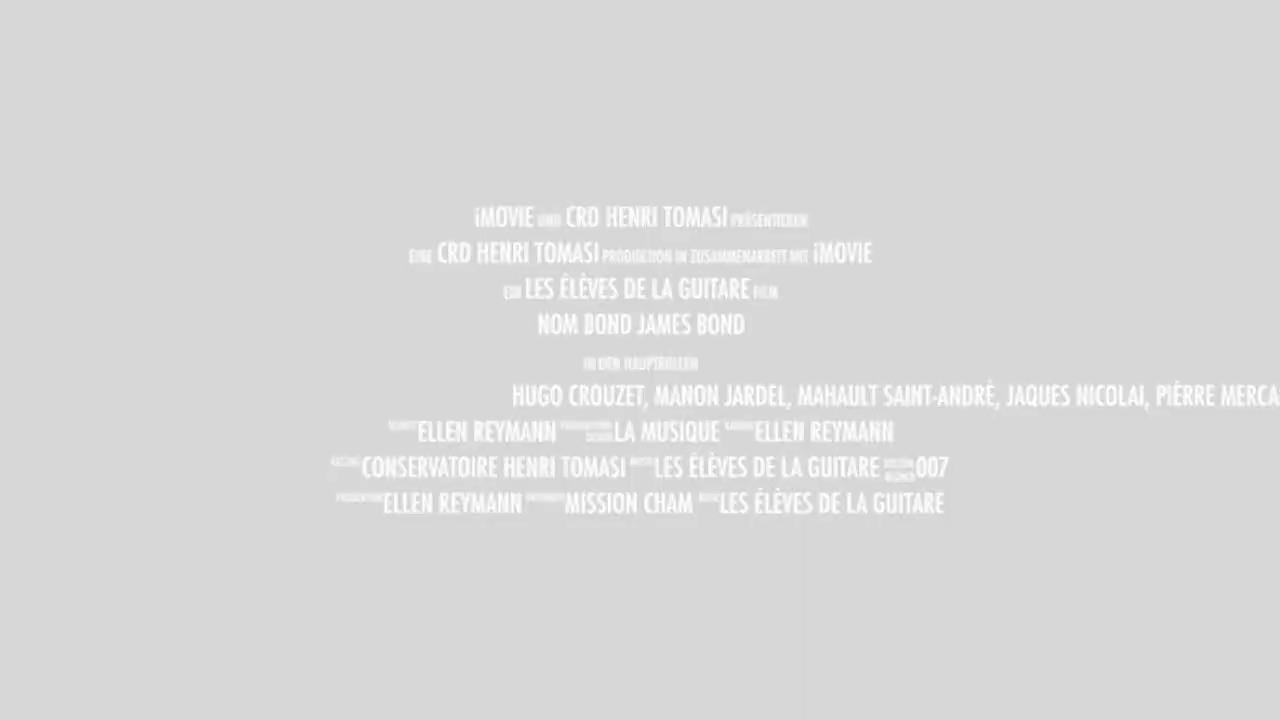 iMOVIE UND CRD HENRI TOMASI PRÄSENTIEREN
EINE CRD HENRI TOMASI PRODUCTION IN ZUSAMMENARBEIT MIT iMOVIE
EIN LES ÉLÈVES DE LA GUITARE FILM
NOM BOND JAMES BOND
IN DEN HAUPTROLLEN
HUGO CROUZET, MANON JARDEL, MAHAULT SAINT-ANDRÉ, JAQUES NICOLAI, PIÉRRE MERCA
ELLEN REYMANN LA MUSIQUE ELLEN REYMANN
CONSERVATOIRE HENRI TOMASI LES ÉLÈVES DE LA GUITARE 007
ELLEN REYMANN MISSION CHAM LES ÉLÈVES DE LA GUITARE